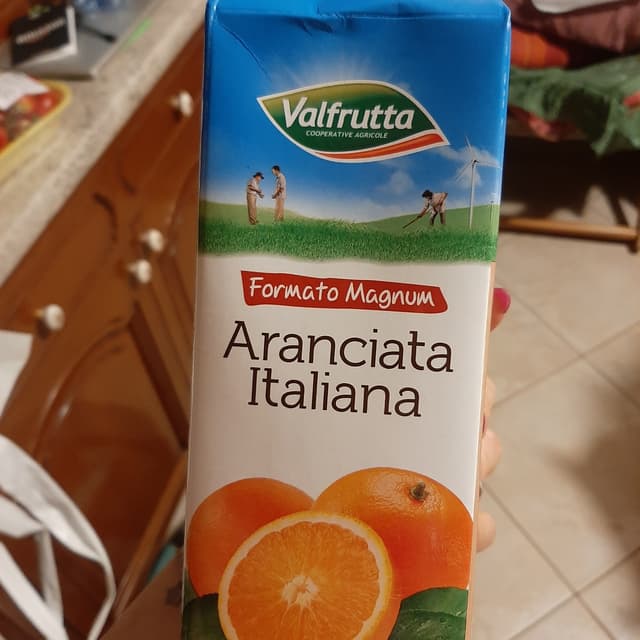 Valfrutta
COOPERATIVE AGRICOLE
Formato Magnum
Aranciata
Italiana